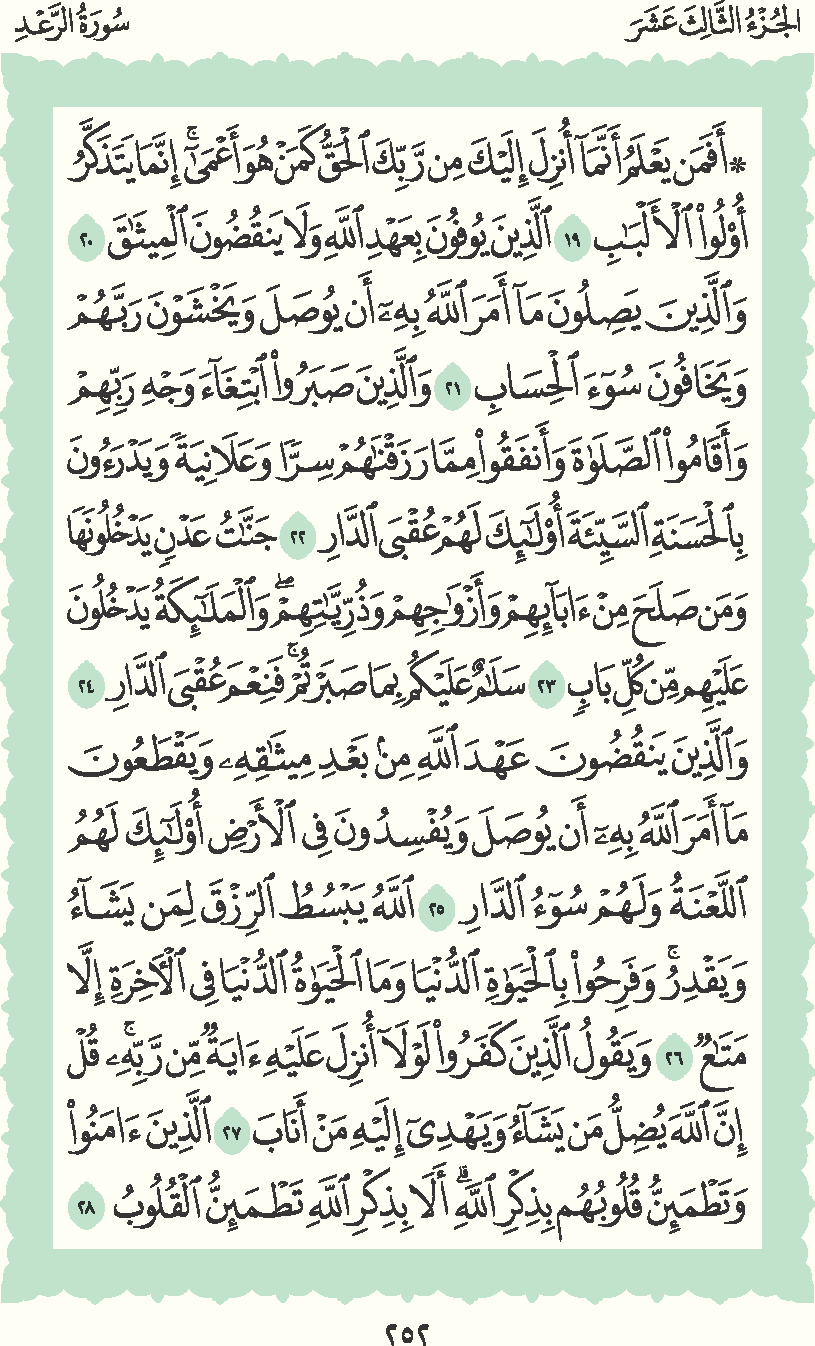 الجُزْءُ الثَّالِثَ عَشَرَ
سُورَةُ الرَّعْدِ
۞ أَفَمَن يَعْلَمُ أَنَّمَآ أُنزِلَ إِلَيْكَ مِن رَّبِّكَ ٱلْحَقُّ كَمَنْ هُوَ أَعْمَىٰٓۚ إِنَّمَا يَتَذَكَّرُ
أُوْلُواْ ٱلْأَلْبَٰبِ ١٩ ٱلَّذِينَ يُوفُونَ بِعَهْدِ ٱللَّهِ وَلَا يَنقُضُونَ ٱلْمِيثَٰقَ ٢٠
وَٱلَّذِينَ يَصِلُونَ مَآ أَمَرَ ٱللَّهُ بِهِۦٓ أَن يُوصَلَ وَيَخْشَوْنَ رَبَّهُمْ
وَيَخَافُونَ سُوٓءَ ٱلْحِسَابِ ٢١ وَٱلَّذِينَ صَبَرُواْ ٱبْتِغَآءَ وَجْهِ رَبِّهِمْ
وَأَقَامُواْ ٱلصَّلَوٰةَ وَأَنفَقُواْ مِمَّا رَزَقْنَٰهُمْ سِرًّا وَعَلَانِيَةً وَيَدْرَءُونَ
بِٱلْحَسَنَةِ ٱلسَّيِّئَةَ أُوْلَٰٓئِكَ لَهُمْ عُقْبَى ٱلدَّارِ ٢٢ جَنَّٰتُ عَدْنٍ يَدْخُلُونَهَا
وَمَن صَلَحَ مِنْ ءَابَآئِهِمْ وَأَزْوَٰجِهِمْ وَذُرِّيَّٰتِهِمْۖ وَٱلْمَلَٰٓئِكَةُ يَدْخُلُونَ
عَلَيْهِم مِّن كُلِّ بَابٍ ٢٣ سَلَٰمٌ عَلَيْكُم بِمَا صَبَرْتُمْۚ فَنِعْمَ عُقْبَى ٱلدَّارِ ٢٤
وَٱلَّذِينَ يَنقُضُونَ عَهْدَ ٱللَّهِ مِنۢ بَعْدِ مِيثَٰقِهِۦ وَيَقْطَعُونَ
مَآ أَمَرَ ٱللَّهُ بِهِۦٓ أَن يُوصَلَ وَيُفْسِدُونَ فِى ٱلْأَرْضِ أُوْلَٰٓئِكَ لَهُمُ
ٱللَّعْنَةُ وَلَهُمْ سُوٓءُ ٱلدَّارِ ٢٥ ٱللَّهُ يَبْسُطُ ٱلرِّزْقَ لِمَن يَشَآءُ
وَيَقْدِرُۚ وَفَرِحُواْ بِٱلْحَيَوٰةِ ٱلدُّنْيَا وَمَا ٱلْحَيَوٰةُ ٱلدُّنْيَا فِى ٱلْأٓخِرَةِ إِلَّا
مَتَٰعٌ ٢٦ وَيَقُولُ ٱلَّذِينَ كَفَرُواْ لَوْلَآ أُنزِلَ عَلَيْهِ ءَايَةٌ مِّن رَّبِّهِۦۚ قُلْ
إِنَّ ٱللَّهَ يُضِلُّ مَن يَشَآءُ وَيَهْدِىٓ إِلَيْهِ مَنْ أَنَابَ ٢٧ ٱلَّذِينَ ءَامَنُواْ
وَتَطْمَئِنُّ قُلُوبُهُم بِذِكْرِ ٱللَّهِۗ أَلَا بِذِكْرِ ٱللَّهِ تَطْمَئِنُّ ٱلْقُلُوبُ ٢٨
٢٥٢